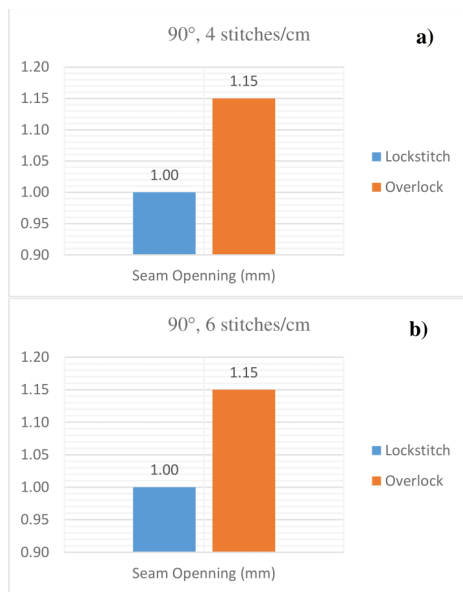 90°, 4 stitches/cm
a)
1.20
1.15
1.10
1.05
1.00
0.95
0.90
1.00
1.15
Seam Openning (mm)
Lockstitch
Overlock
90°, 6 stitches/cm
b)
1.20
1.15
1.10
1.05
1.00
0.95
0.90
1.00
1.15
Seam Openning (mm)
Lockstitch
Overlock